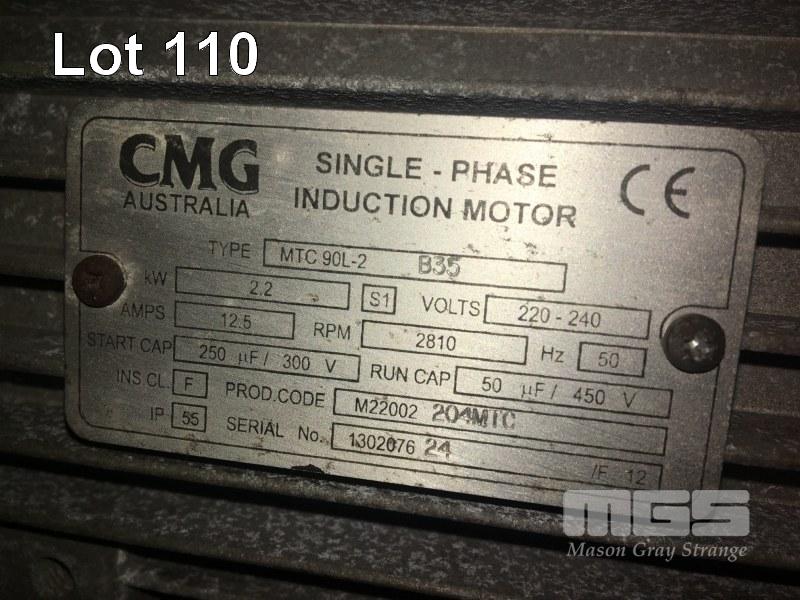 Lot 110
CMG
AUSTRALIA
SINGLE - PHASE
INDUCTION MOTOR
CE
TYPE MTC 90L-2 B35
kW 2.2 S1 VOLTS 220 - 240
AMPS 12.5 RPM 2810 Hz 50
START CAP 250 µF / 300 V RUN CAP 50 µF / 450 V
INS CL. F PROD.CODE M22002 204MTC
IP 55 SERIAL No. 1302076 24 /F 12
MGS
Mason Gray Strange